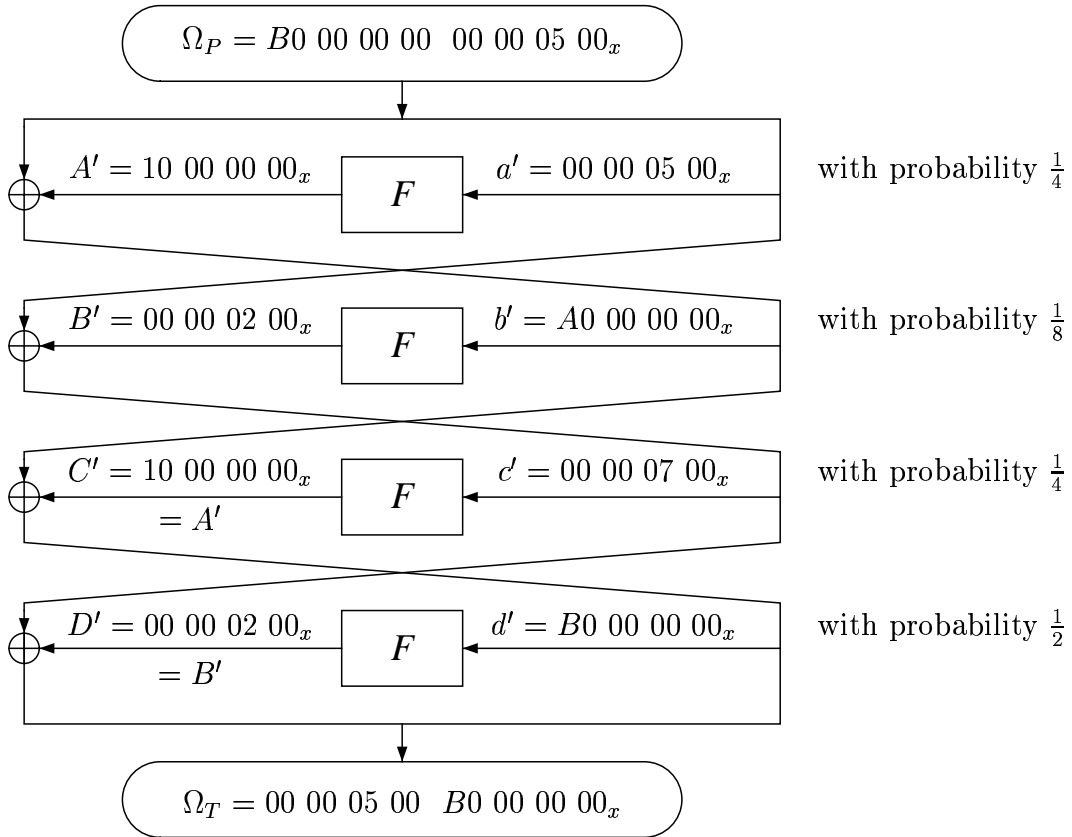 Ω_P = B0 00 00 00 00 00 05 00_x
A′ = 10 00 00 00_x F a′ = 00 00 05 00_x with probability 1/4
B′ = 00 00 02 00_x F b′ = A0 00 00 00_x with probability 1/8
C′ = 10 00 00 00_x F c′ = 00 00 07 00_x with probability 1/4
= A′
D′ = 00 00 02 00_x F d′ = B0 00 00 00_x with probability 1/2
= B′
Ω_T = 00 00 05 00 B0 00 00 00_x